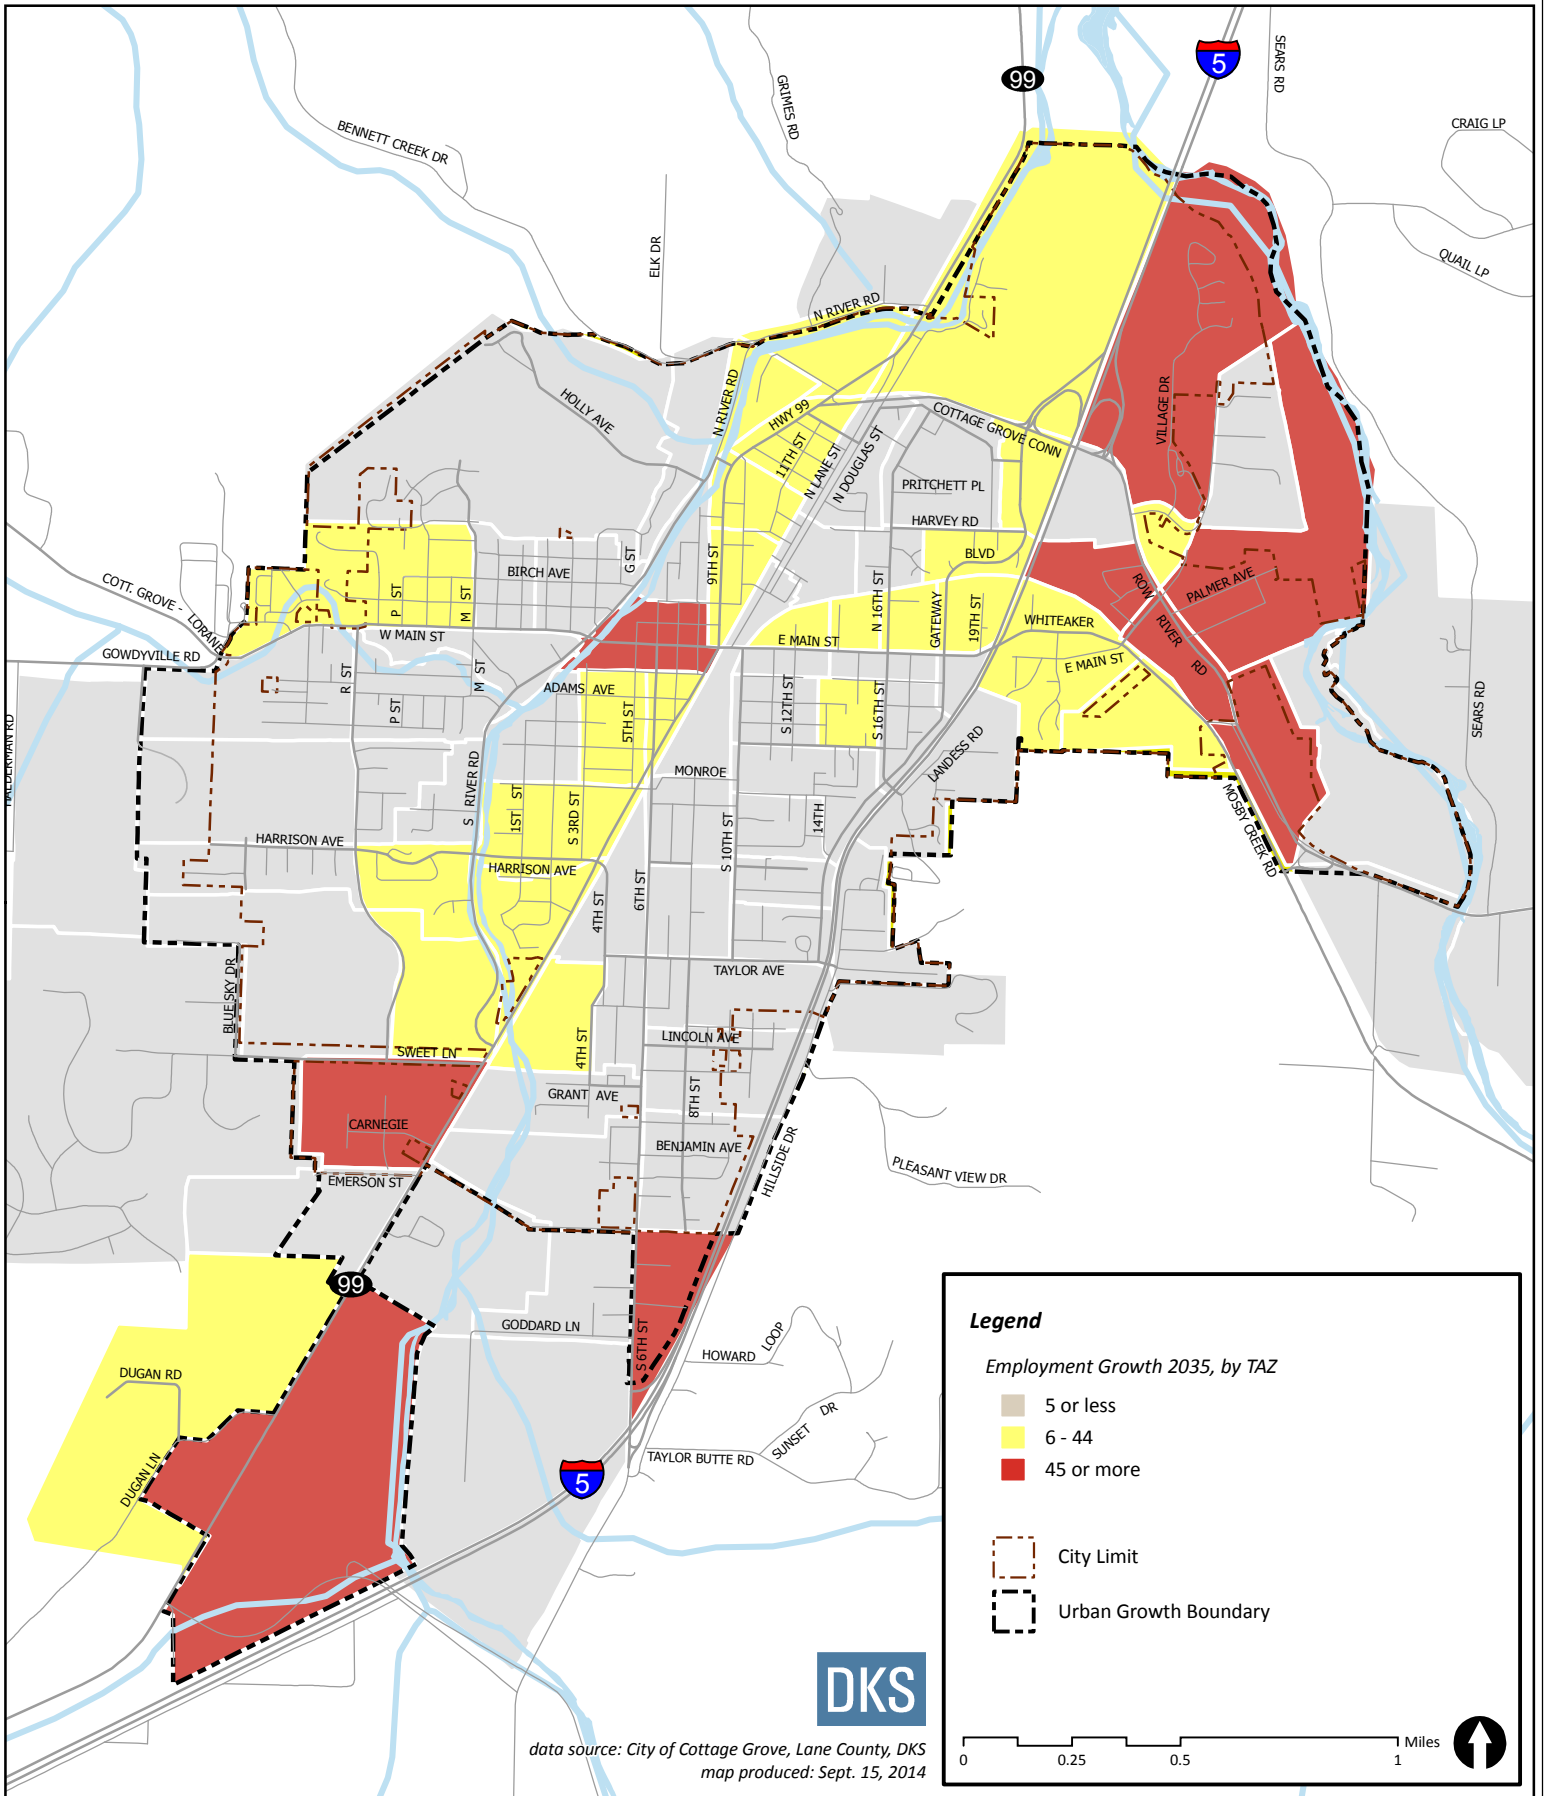 5
99
SEARS RD
GRIMES RD
CRAIG LP
BENNETT CREEK DR
ELK DR
QUAIL LP
N RIVER RD
HOLLY AVE
N RIVER RD
HWY 99
COTTAGE GROVE CONN
VILLAGE DR
11TH ST
N LANE ST
N DOUGLAS ST
PRITCHETT PL
HARVEY RD
BLVD
9TH ST
G ST
BIRCH AVE
COTT. GROVE - LORANE
P ST
M ST
N 16TH ST
GATEWAY
19TH ST
ROW RIVER RD
PALMER AVE
WHITEAKER
W MAIN ST
E MAIN ST
GOWDYVILLE RD
E MAIN ST
R ST
M ST
ADAMS AVE
P ST
5TH ST
S 12TH ST
S 16TH ST
SEARS RD
HALDERMAN RD
LANDESS RD
S RIVER RD
MONROE
1ST ST
S 3RD ST
14TH
MOSBY CREEK RD
HARRISON AVE
S 10TH ST
HARRISON AVE
6TH ST
4TH ST
TAYLOR AVE
BLUE SKY DR
LINCOLN AVE
4TH ST
SWEET LN
GRANT AVE
8TH ST
CARNEGIE
BENJAMIN AVE
HILLSIDE DR
PLEASANT VIEW DR
EMERSON ST
99
GODDARD LN
S 6TH ST
HOWARD LOOP
DUGAN RD
SUNSET DR
TAYLOR BUTTE RD
DUGAN LN
5
Legend
Employment Growth 2035, by TAZ
5 or less
6 - 44
45 or more
City Limit
Urban Growth Boundary
DKS
data source: City of Cottage Grove, Lane County, DKS
map produced: Sept. 15, 2014
Miles
0 0.25 0.5 1